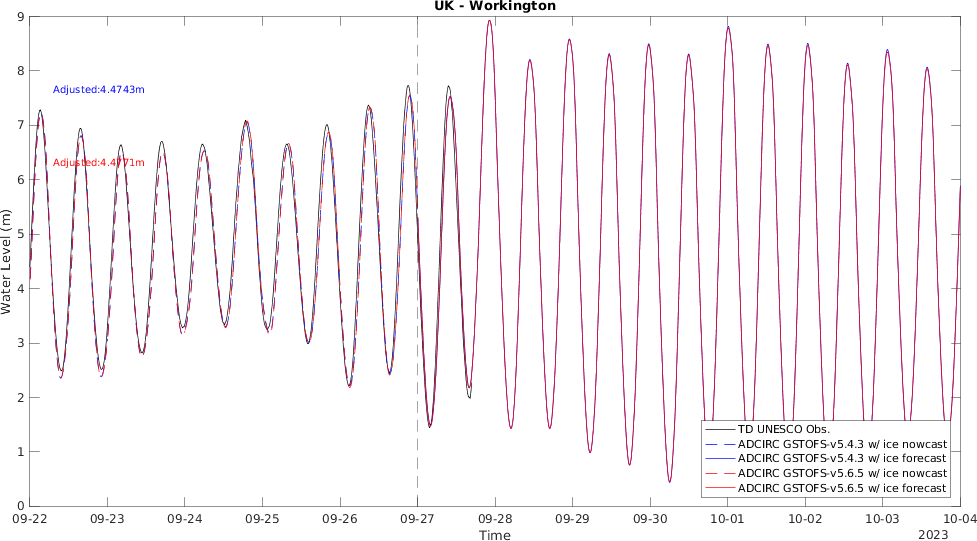 UK - Workington
9
8
7
6
5
4
3
2
1
0
Water Level (m)
Adjusted:4.4743m
Adjusted:4.4771m
TD UNESCO Obs.
ADCIRC GSTOFS-v5.4.3 w/ ice nowcast
ADCIRC GSTOFS-v5.4.3 w/ ice forecast
ADCIRC GSTOFS-v5.6.5 w/ ice nowcast
ADCIRC GSTOFS-v5.6.5 w/ ice forecast
09-22 09-23 09-24 09-25 09-26 09-27 09-28 09-29 09-30 10-01 10-02 10-03 10-04
Time
2023